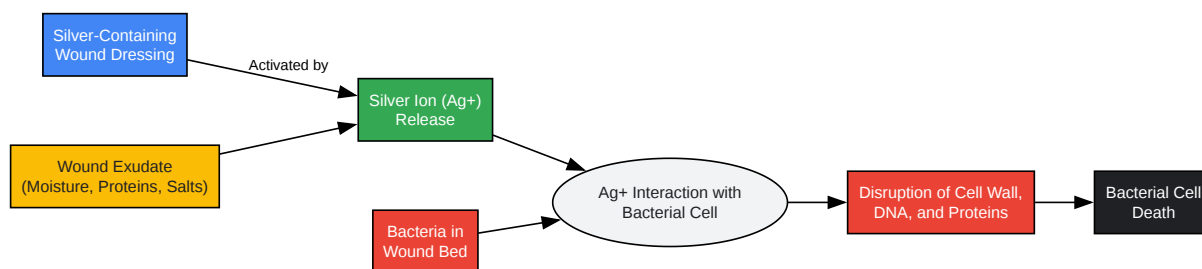 Silver-Containing
Wound Dressing
Activated by
Silver Ion (Ag+)
Release
Wound Exudate
(Moisture, Proteins, Salts)
Bacteria in
Wound Bed
Ag+ Interaction with
Bacterial Cell
Disruption of Cell Wall,
DNA, and Proteins
Bacterial Cell
Death